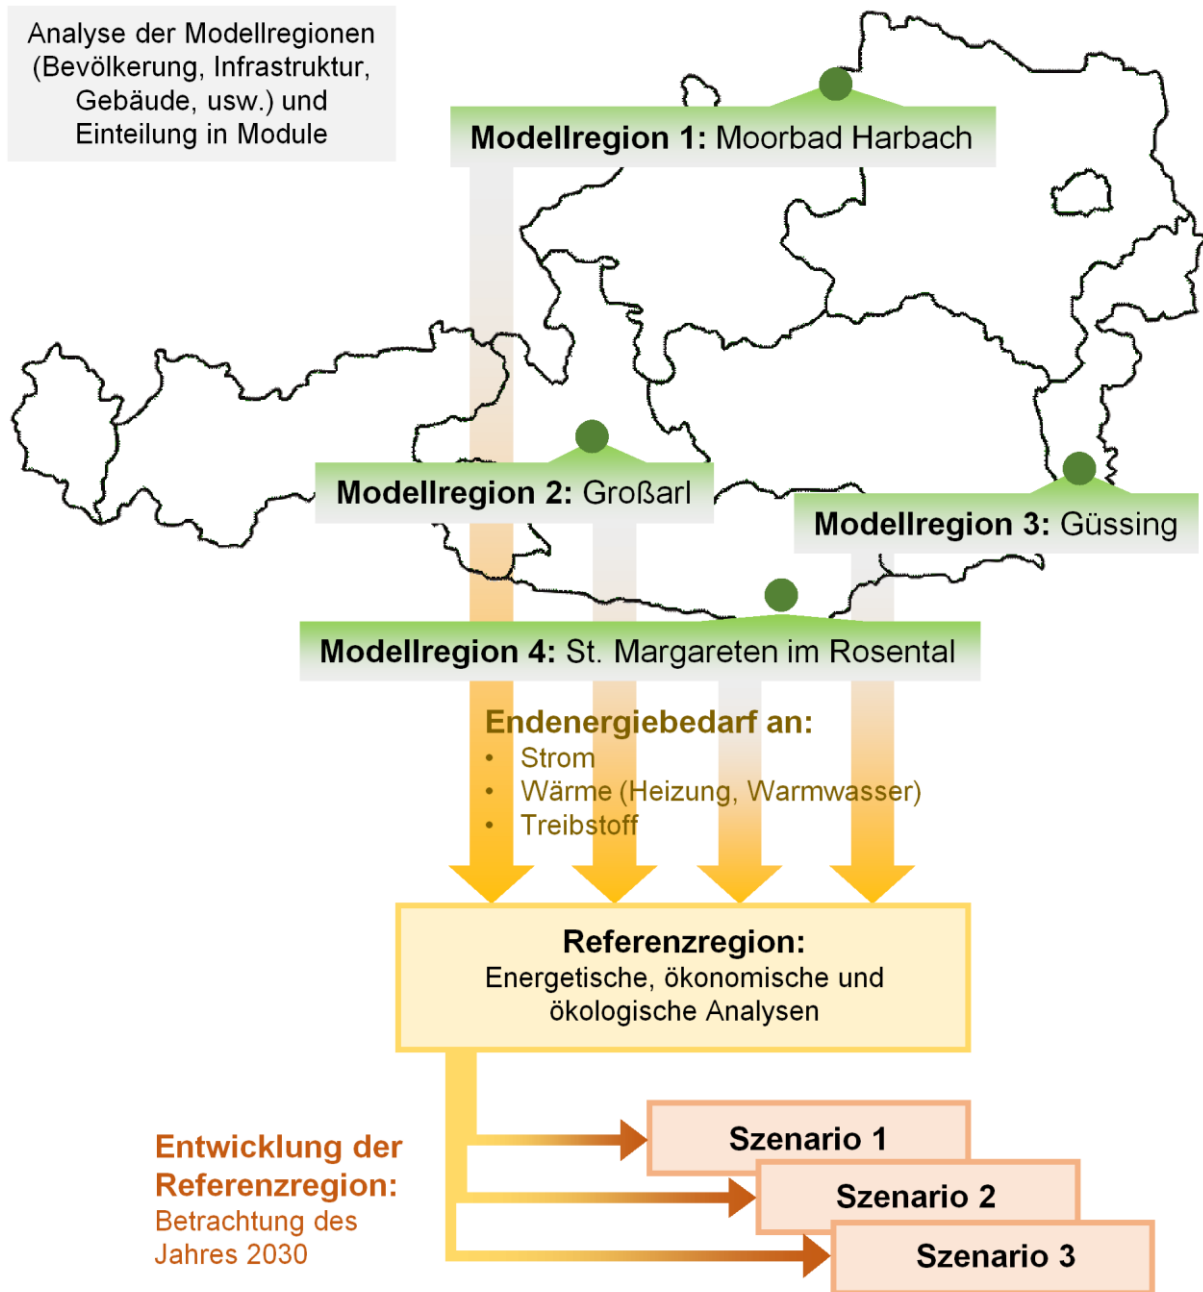 Analyse der Modellregionen
(Bevölkerung, Infrastruktur,
Gebäude, usw.) und
Einteilung in Module
Modellregion 1: Moorbad Harbach
Modellregion 2: Großarl
Modellregion 3: Güssing
Modellregion 4: St. Margareten im Rosental
Endenergiebedarf an:
• Strom
• Wärme (Heizung, Warmwasser)
• Treibstoff
Referenzregion:
Energetische, ökonomische und
ökologische Analysen
Entwicklung der
Referenzregion:
Betrachtung des
Jahres 2030
Szenario 1
Szenario 2
Szenario 3